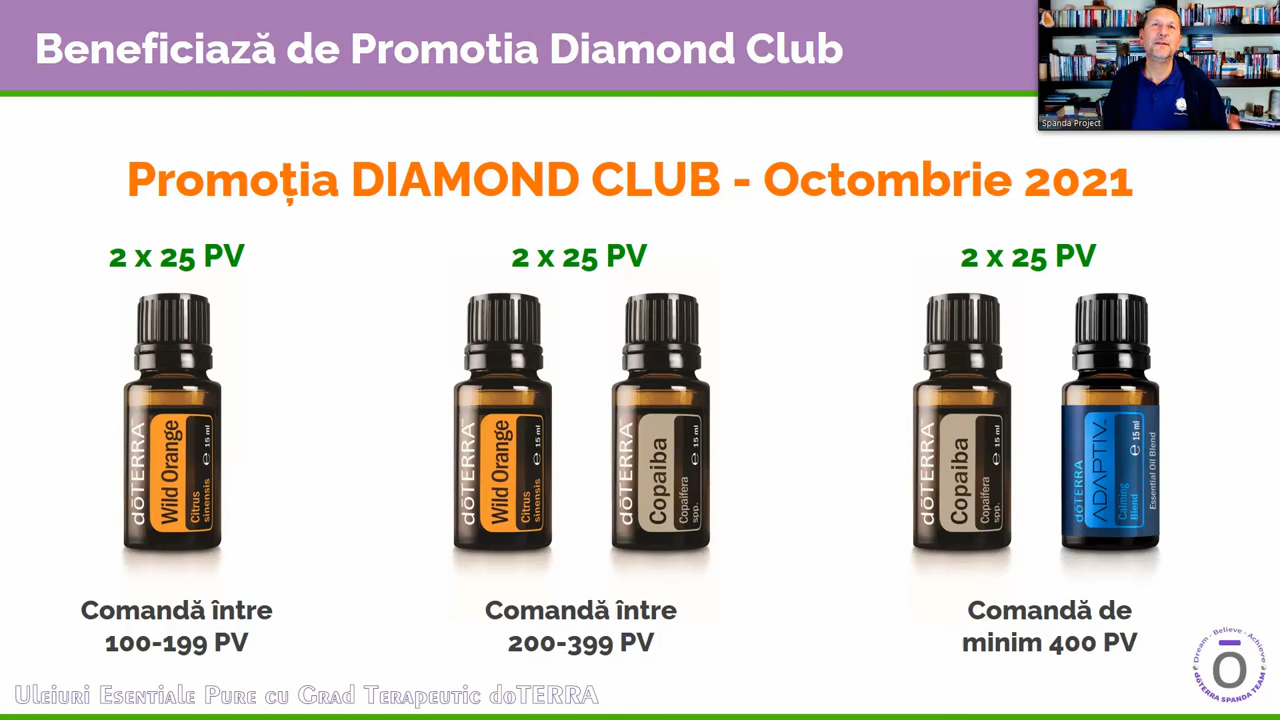 Beneficiază de Promotia Diamond Club
Spanda Project
Promoția DIAMOND CLUB - Octombrie 2021
2 x 25 PV
2 x 25 PV
2 x 25 PV
dōTERRA
Wild Orange
Citrus
sinensis
℮ 15 ml
dōTERRA
Wild Orange
Citrus
sinensis
℮ 15 ml
dōTERRA
Copaiba
Copaifera
spp.
℮ 15 ml
dōTERRA
Copaiba
Copaifera
spp.
℮ 15 ml
dōTERRA
ADAPTIV™
Calming
Blend
℮ 15 ml
Essential Oil Blend
Comandă între
100-199 PV
Comandă între
200-399 PV
Comandă de
minim 400 PV
Dream - Believe - Achieve
dōTERRA SPANDA TEAM
Uleiuri Esentiale Pure cu Grad Terapeutic doTERRA